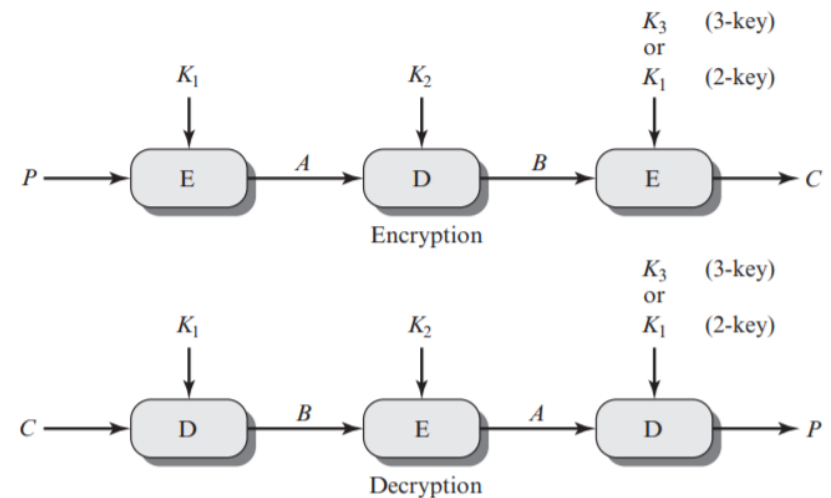 K₃ (3-key)
or
K₁ K₂ K₁ (2-key)
P E A D B E C
Encryption
K₃ (3-key)
or
K₁ K₂ K₁ (2-key)
C D B E A D P
Decryption